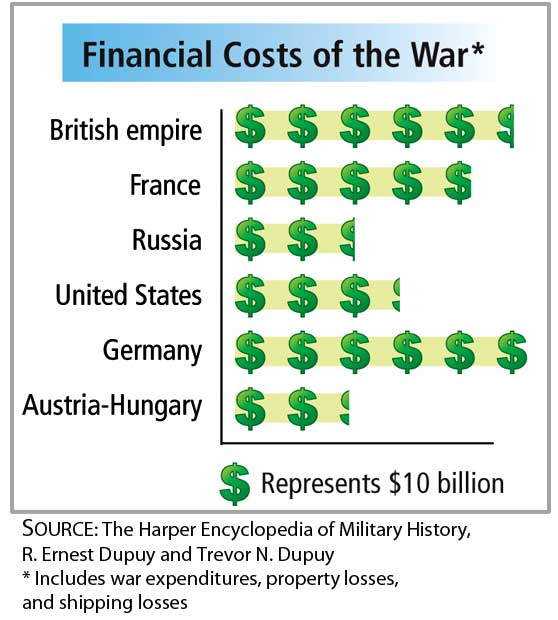 Financial Costs of the War*
British empire
France
Russia
United States
Germany
Austria-Hungary
$ Represents $10 billion
SOURCE: The Harper Encyclopedia of Military History,
R. Ernest Dupuy and Trevor N. Dupuy
* Includes war expenditures, property losses,
and shipping losses